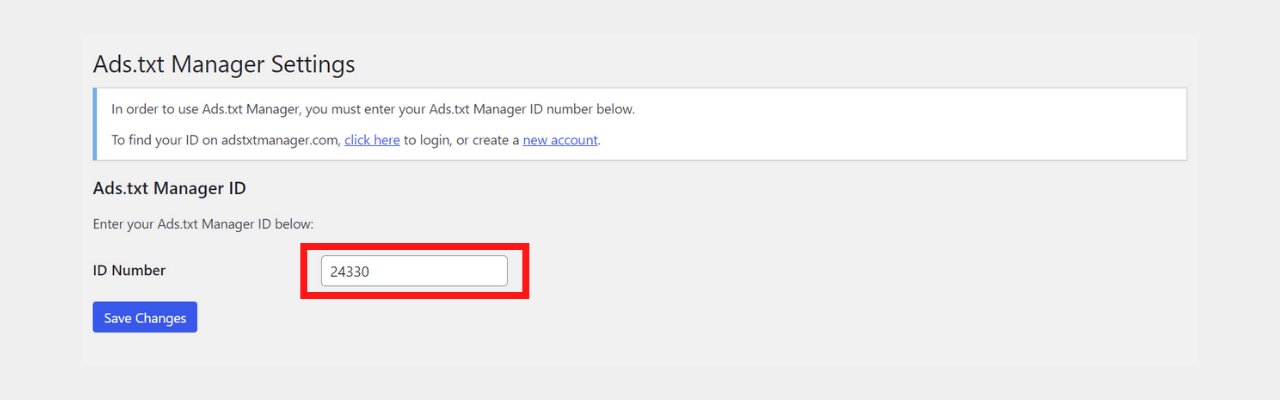 Ads.txt Manager Settings
In order to use Ads.txt Manager, you must enter your Ads.txt Manager ID number below.
To find your ID on adstxtmanager.com, click here to login, or create a new account.
Ads.txt Manager ID
Enter your Ads.txt Manager ID below:
ID Number 24330
Save Changes